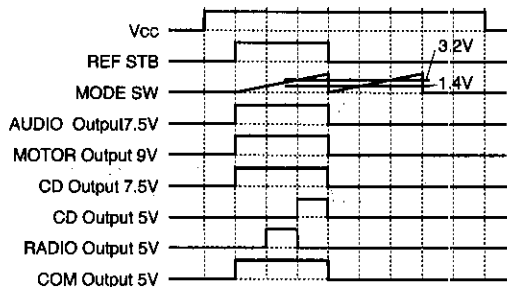 Vcc
3.2V
REF STB
1.4V
MODE SW
AUDIO Output7.5V
MOTOR Output 9V
CD Output 7.5V
CD Output 5V
RADIO Output 5V
COM Output 5V